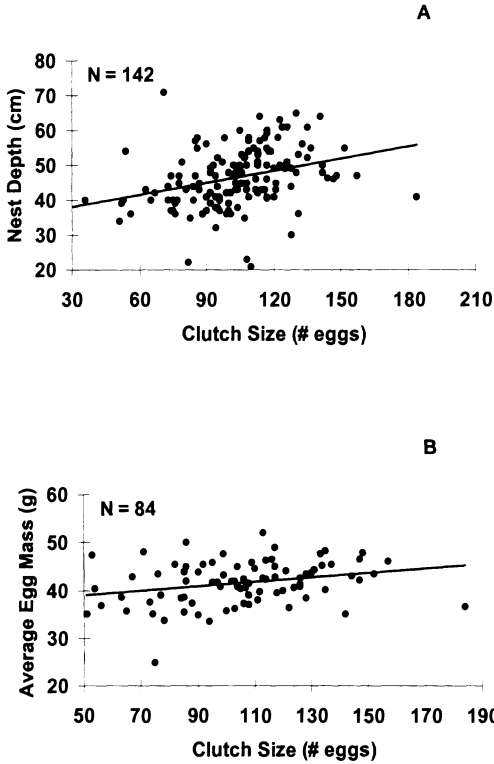 A
N = 142
Nest Depth (cm)
80
70
60
50
40
30
20
30 60 90 120 150 180 210
Clutch Size (# eggs)
B
N = 84
Average Egg Mass (g)
60
50
40
30
20
50 70 90 110 130 150 170 190
Clutch Size (# eggs)